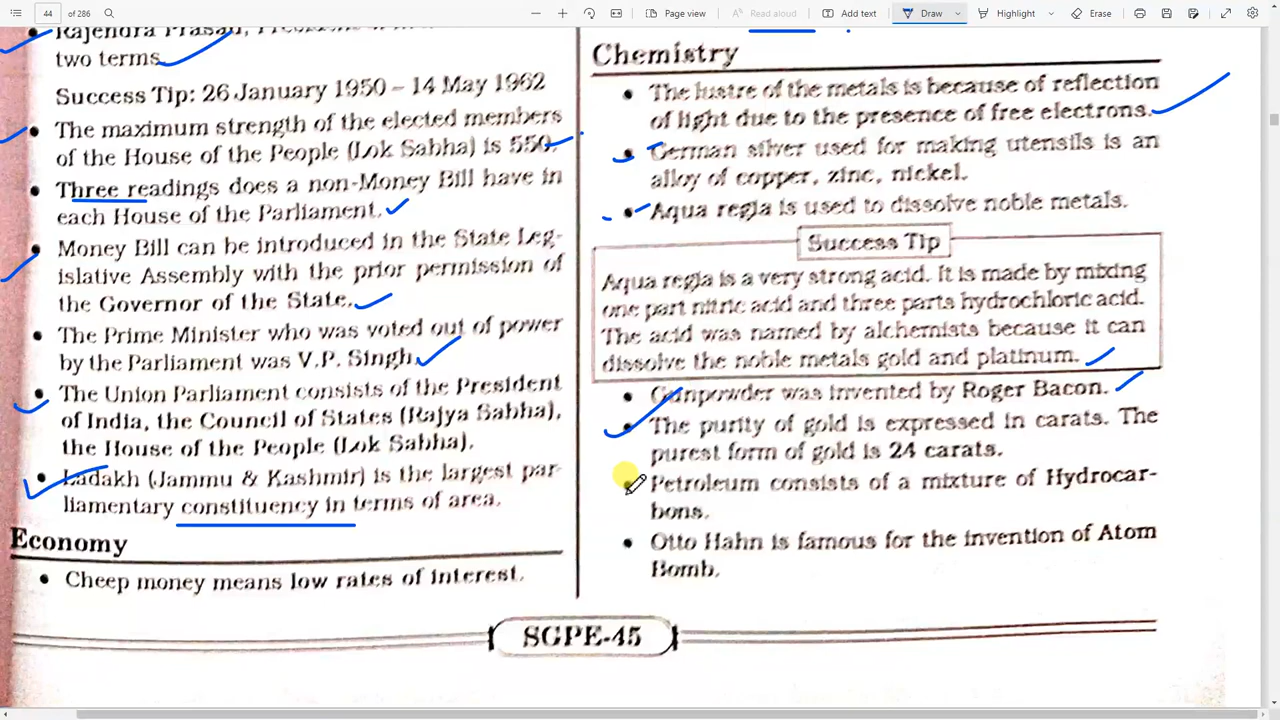 44 of 286
Page view
Read aloud
Add text
Draw
Highlight
Erase
Rajendra Prasad,
two terms.
Success Tip: 26 January 1950 – 14 May 1962
The maximum strength of the elected members
of the House of the People (Lok Sabha) is 550.
Three readings does a non-Money Bill have in
each House of the Parliament.
Money Bill can be introduced in the State Leg-
islative Assembly with the prior permission of
the Governor of the State.
The Prime Minister who was voted out of power
by the Parliament was V.P. Singh.
The Union Parliament consists of the President
of India, the Council of States (Rajya Sabha),
the House of the People (Lok Sabha).
Ladakh (Jammu & Kashmir) is the largest par-
liamentary constituency in terms of area.
Economy
Cheep money means low rates of interest.
Chemistry
The lustre of the metals is because of reflection
of light due to the presence of free electrons.
German silver used for making utensils is an
alloy of copper, zinc, nickel.
Aqua regia is used to dissolve noble metals.
Success Tip
Aqua regia is a very strong acid. It is made by mixing
one part nitric acid and three parts hydrochloric acid.
The acid was named by alchemists because it can
dissolve the noble metals gold and platinum.
Gunpowder was invented by Roger Bacon.
The purity of gold is expressed in carats. The
purest form of gold is 24 carats.
Petroleum consists of a mixture of Hydrocar-
bons.
Otto Hahn is famous for the invention of Atom
Bomb.
SGPE-45